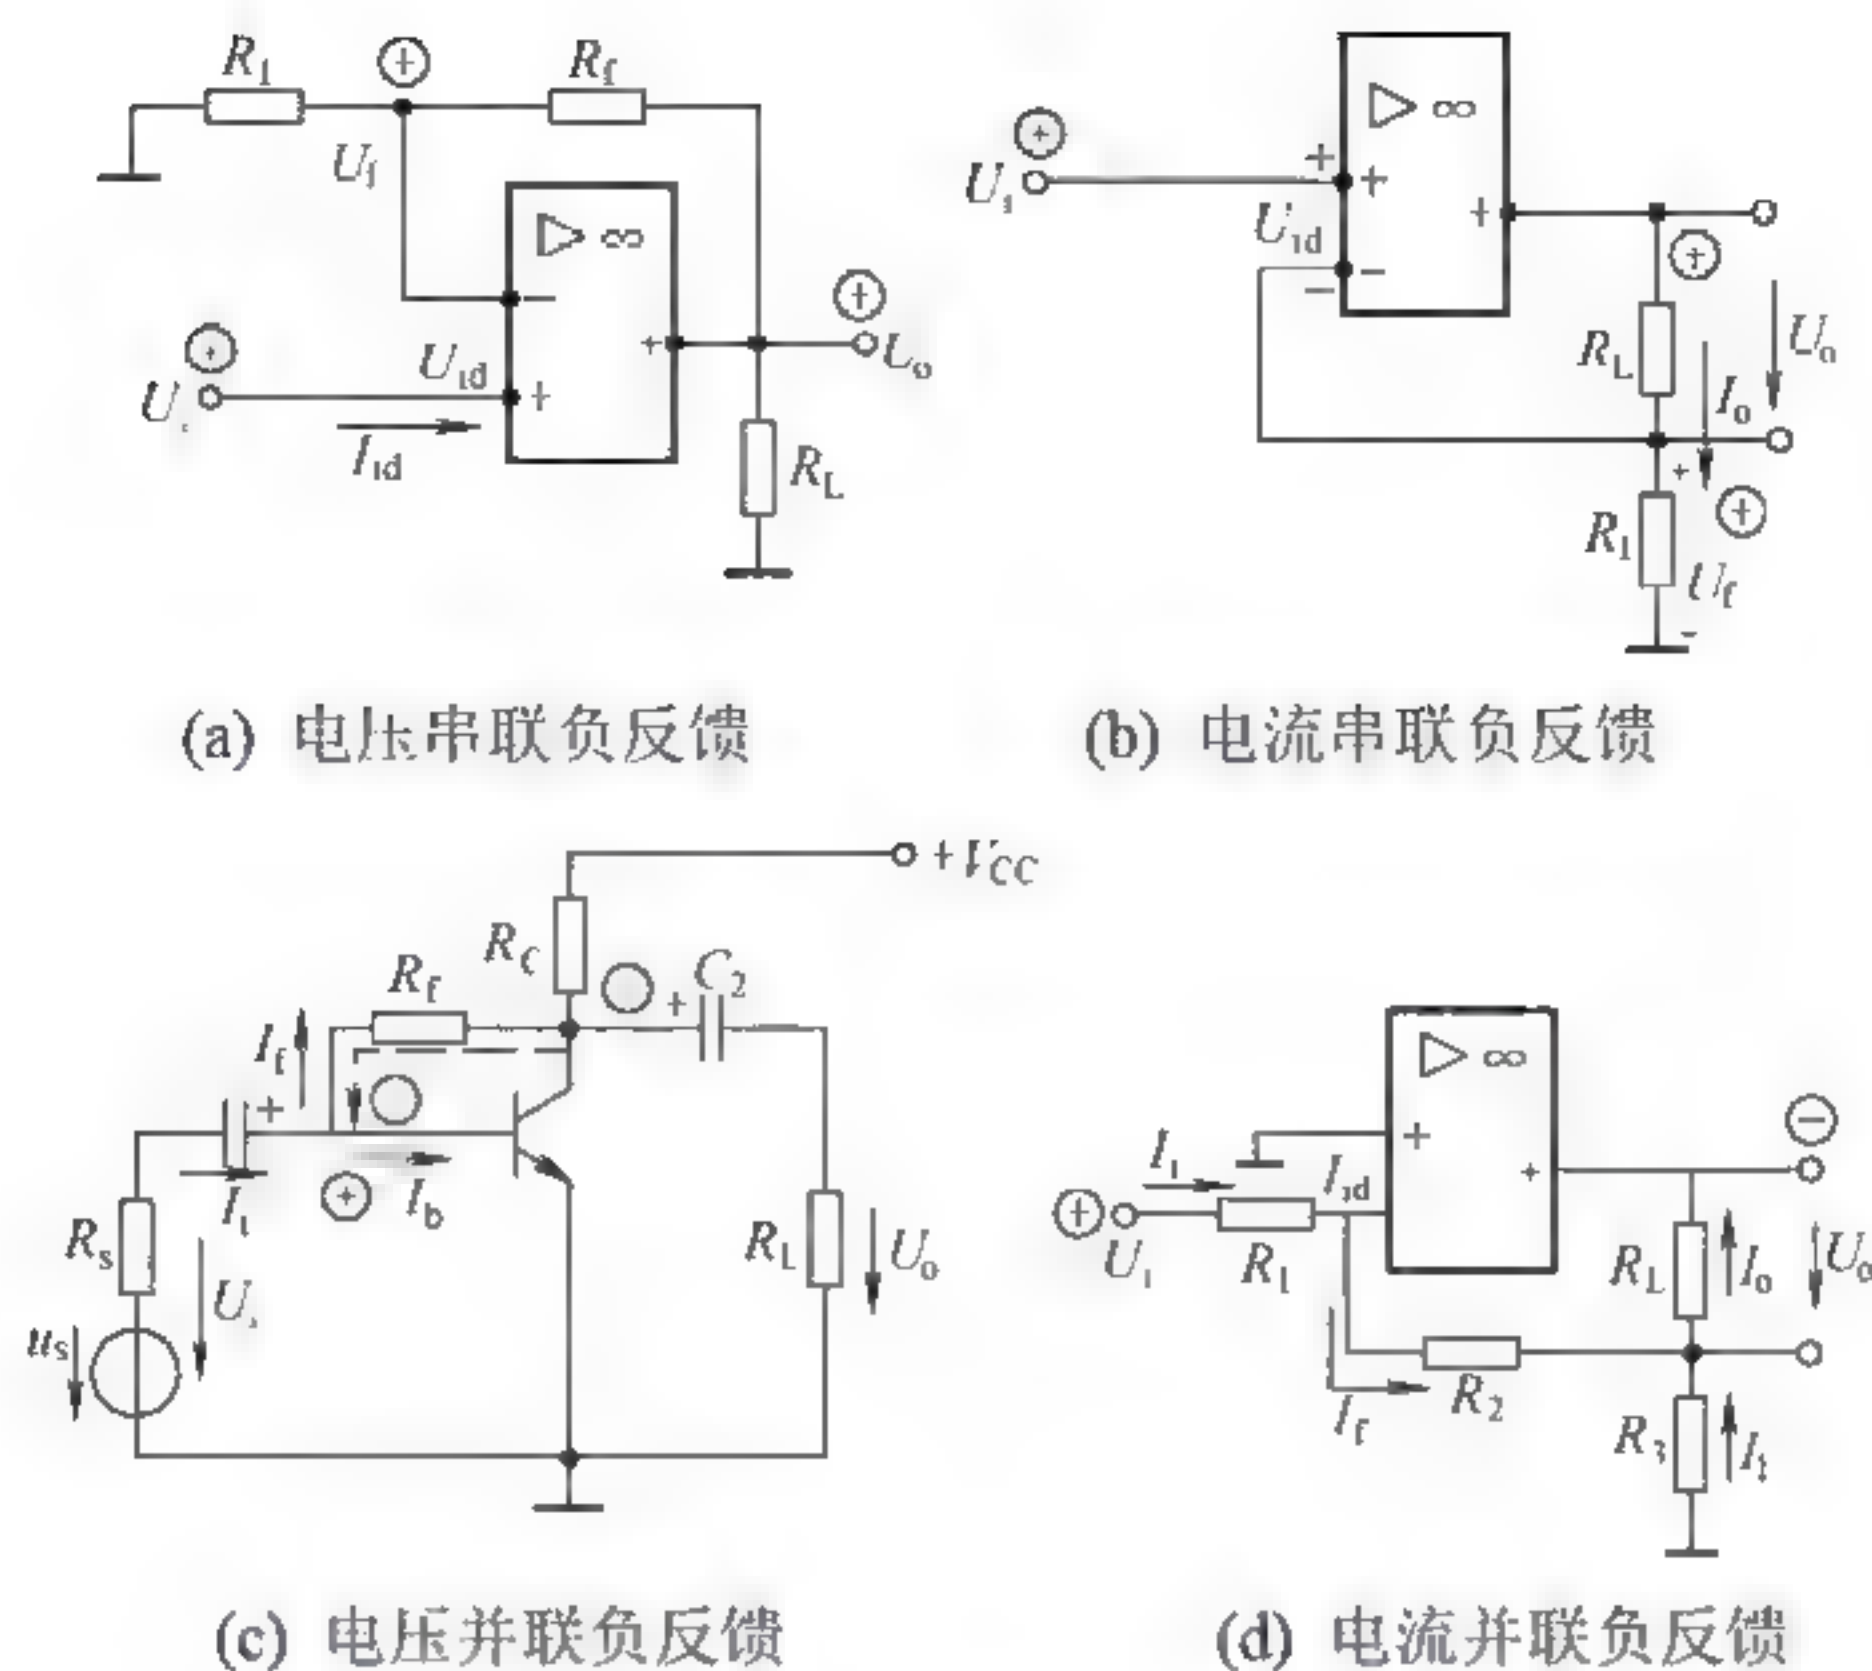 R1 + Rf
Uf
▷ ∞
+
+
Uid
U
Iid
−
+
+
Uo
RL
+
Ui
+
+
Uid
−
−
▷ ∞
+
+
RL
Io
Uo
+
+
R1
Uf
-
(a) 电压串联负反馈
(b) 电流串联负反馈
+VCC
RC
Rf
+ C2
If
+
Ii
+
Ib
Rs
U
us
RL
Uo
▷ ∞
+
+
−
Ii
Iid
+
Ui
R1
If
R2
RL
Io
Uo
R3
(c) 电压并联负反馈
(d) 电流并联负反馈